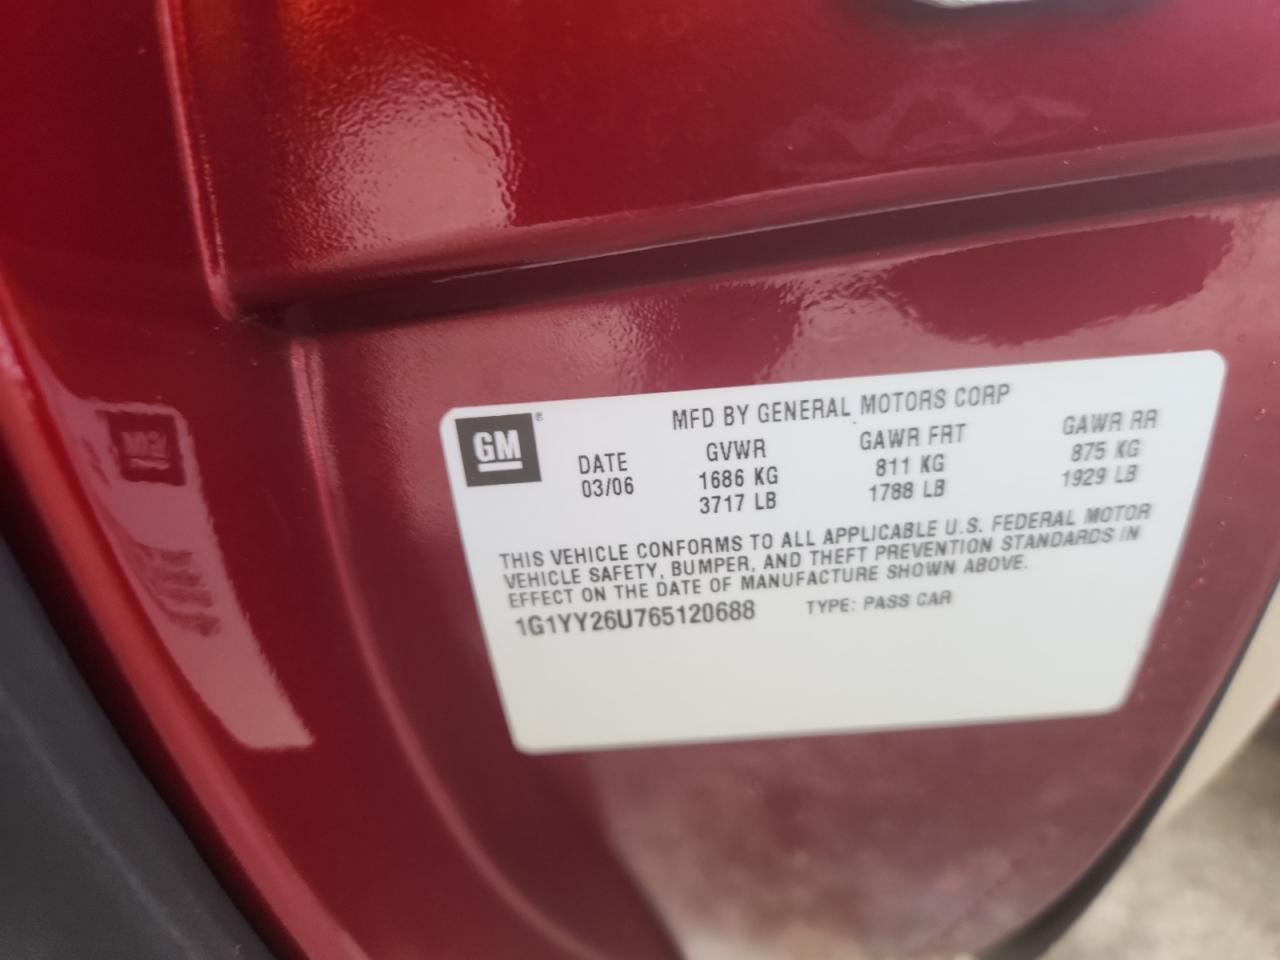 GM®
MFD BY GENERAL MOTORS CORP
DATE GVWR GAWR FRT GAWR RR
03/06 1686 KG 811 KG 875 KG
3717 LB 1788 LB 1929 LB
THIS VEHICLE CONFORMS TO ALL APPLICABLE U.S. FEDERAL MOTOR
VEHICLE SAFETY, BUMPER, AND THEFT PREVENTION STANDARDS IN
EFFECT ON THE DATE OF MANUFACTURE SHOWN ABOVE.
1G1YY26U765120688 TYPE: PASS CAR